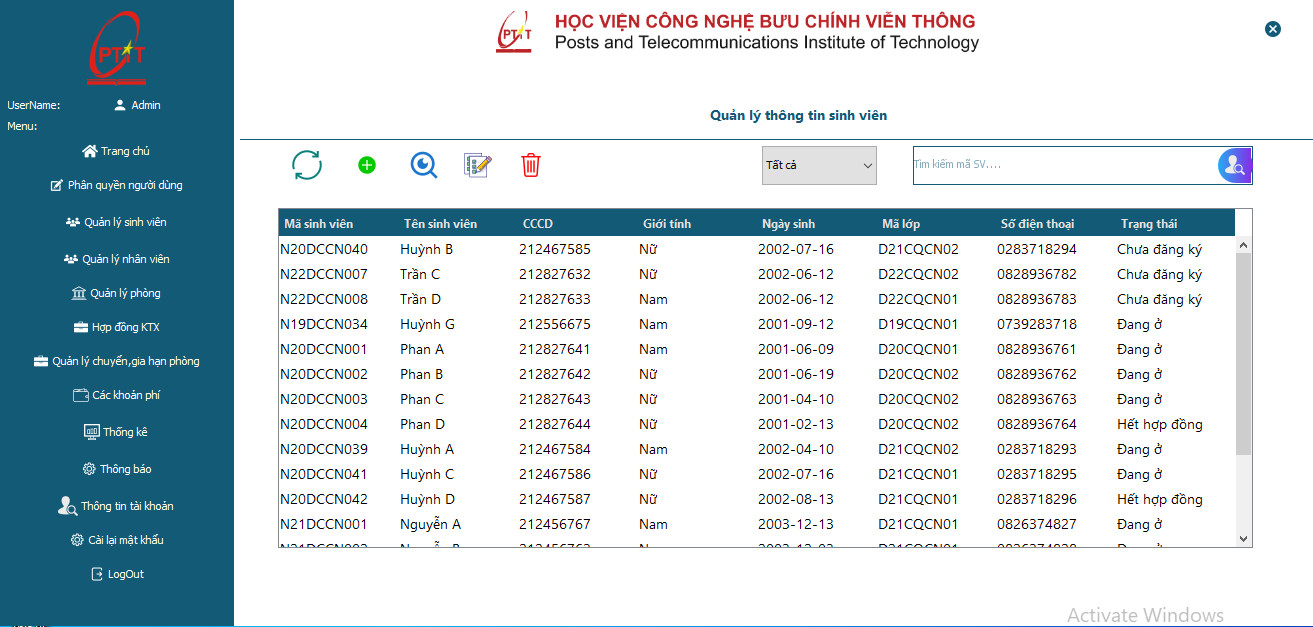 PTIT
UserName: Admin
Menu:
Trang chủ
Phân quyền người dùng
Quản lý sinh viên
Quản lý nhân viên
Quản lý phòng
Hợp đồng KTX
Quản lý chuyển,gia hạn phòng
Các khoản phí
Thống kê
Thông báo
Thông tin tài khoản
Cài lại mật khẩu
LogOut
PTIT
HỌC VIỆN CÔNG NGHỆ BƯU CHÍNH VIỄN THÔNG
Posts and Telecommunications Institute of Technology
Quản lý thông tin sinh viên
Tất cả
Tìm kiếm mã SV....
Mã sinh viên Tên sinh viên CCCD Giới tính Ngày sinh Mã lớp Số điện thoại Trạng thái
N20DCCN040 Huỳnh B 212467585 Nữ 2002-07-16 D21CQCN02 0283718294 Chưa đăng ký
N22DCCN007 Trần C 212827632 Nữ 2002-06-12 D22CQCN02 0828936782 Chưa đăng ký
N22DCCN008 Trần D 212827633 Nam 2002-06-12 D22CQCN01 0828936783 Chưa đăng ký
N19DCCN034 Huỳnh G 212556675 Nam 2001-09-12 D19CQCN01 0739283718 Đang ở
N20DCCN001 Phan A 212827641 Nam 2001-06-09 D20CQCN01 0828936761 Đang ở
N20DCCN002 Phan B 212827642 Nữ 2001-06-19 D20CQCN02 0828936762 Đang ở
N20DCCN003 Phan C 212827643 Nữ 2001-04-10 D20CQCN02 0828936763 Đang ở
N20DCCN004 Phan D 212827644 Nữ 2001-02-13 D20CQCN02 0828936764 Hết hợp đồng
N20DCCN039 Huỳnh A 212467584 Nam 2002-04-10 D21CQCN02 0283718293 Đang ở
N20DCCN041 Huỳnh C 212467586 Nữ 2002-07-16 D21CQCN01 0283718295 Đang ở
N20DCCN042 Huỳnh D 212467587 Nữ 2002-08-13 D21CQCN01 0283718296 Hết hợp đồng
N21DCCN001 Nguyễn A 212456767 Nam 2003-12-13 D21CQCN01 0826374827 Đang ở
Activate Windows